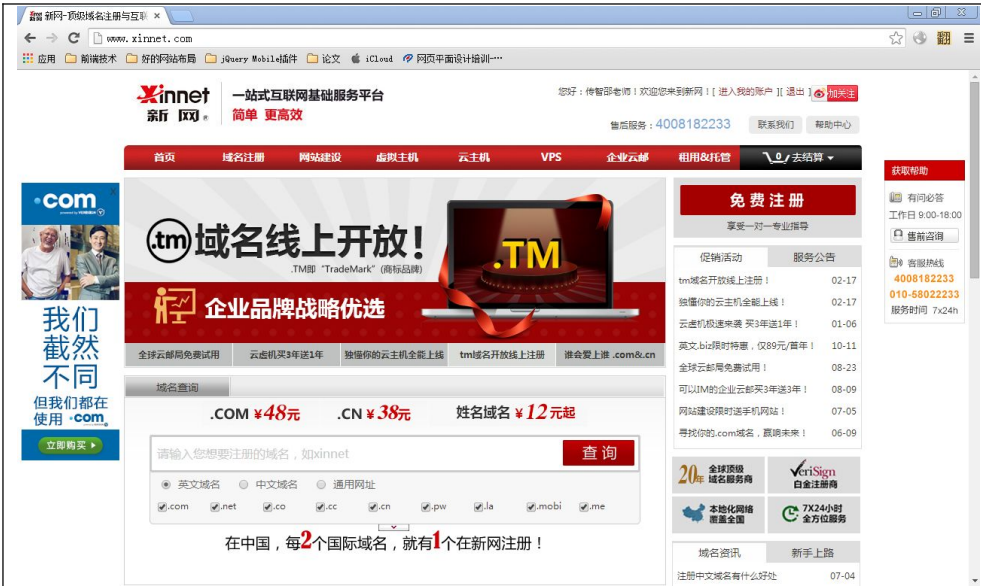 新网-顶级域名注册与互联
www.xinnet.com
应用 前端技术 好的网站布局 jQuery Mobile插件 论文 iCloud 网页平面设计培训-…
Xinnet
新网®
一站式互联网基础服务平台
简单 更高效
您好：传智邵老师！欢迎您来到新网！[ 进入我的账户 ][ 退出 ] 加关注
售后服务：4008182233 联系我们 帮助中心
首页 域名注册 网站建设 虚拟主机 云主机 VPS 企业云邮 租用&托管 0 去结算
.com
我们
截然
不同
但我们都在
使用 .com
立即购买
.tm 域名线上开放！
.TM即 "TradeMark" (商标品牌)
企业品牌战略优选
.TM
全球云邮局免费试用 云虚机买3年送1年 独懂你的云主机全能上线 tm域名开放线上注册 谁会爱上谁 .com&.cn
域名查询
.COM ¥48元 .CN ¥38元 姓名域名 ¥12元起
请输入您想要注册的域名，如xinnet 查询
英文域名 中文域名 通用网址
.com .net .co .cc .cn .pw .la .mobi .me
在中国，每2个国际域名，就有1个在新网注册！
免费注册
享受一对一专业指导
促销活动 服务公告
tm域名开放线上注册！ 02-17
独懂你的云主机全能上线！ 02-17
云虚机极速来袭 买3年送1年！ 01-06
英文.biz限时特惠，仅89元/首年！ 10-11
全球云邮局免费试用！ 08-23
可以IM的企业云邮买3年送3年！ 08-09
网站建设限时送手机网站！ 07-05
寻找你的.com域名，赢响未来！ 06-09
20年 全球顶级 域名服务商
VeriSign 白金注册商
本地化网络 覆盖全国
7X24小时 全方位服务
域名资讯 新手上路
注册中文域名有什么好处 07-04
获取帮助
有问必答
工作日 9:00-18:00
售前咨询
客服热线
4008182233
010-58022233
服务时间 7x24h